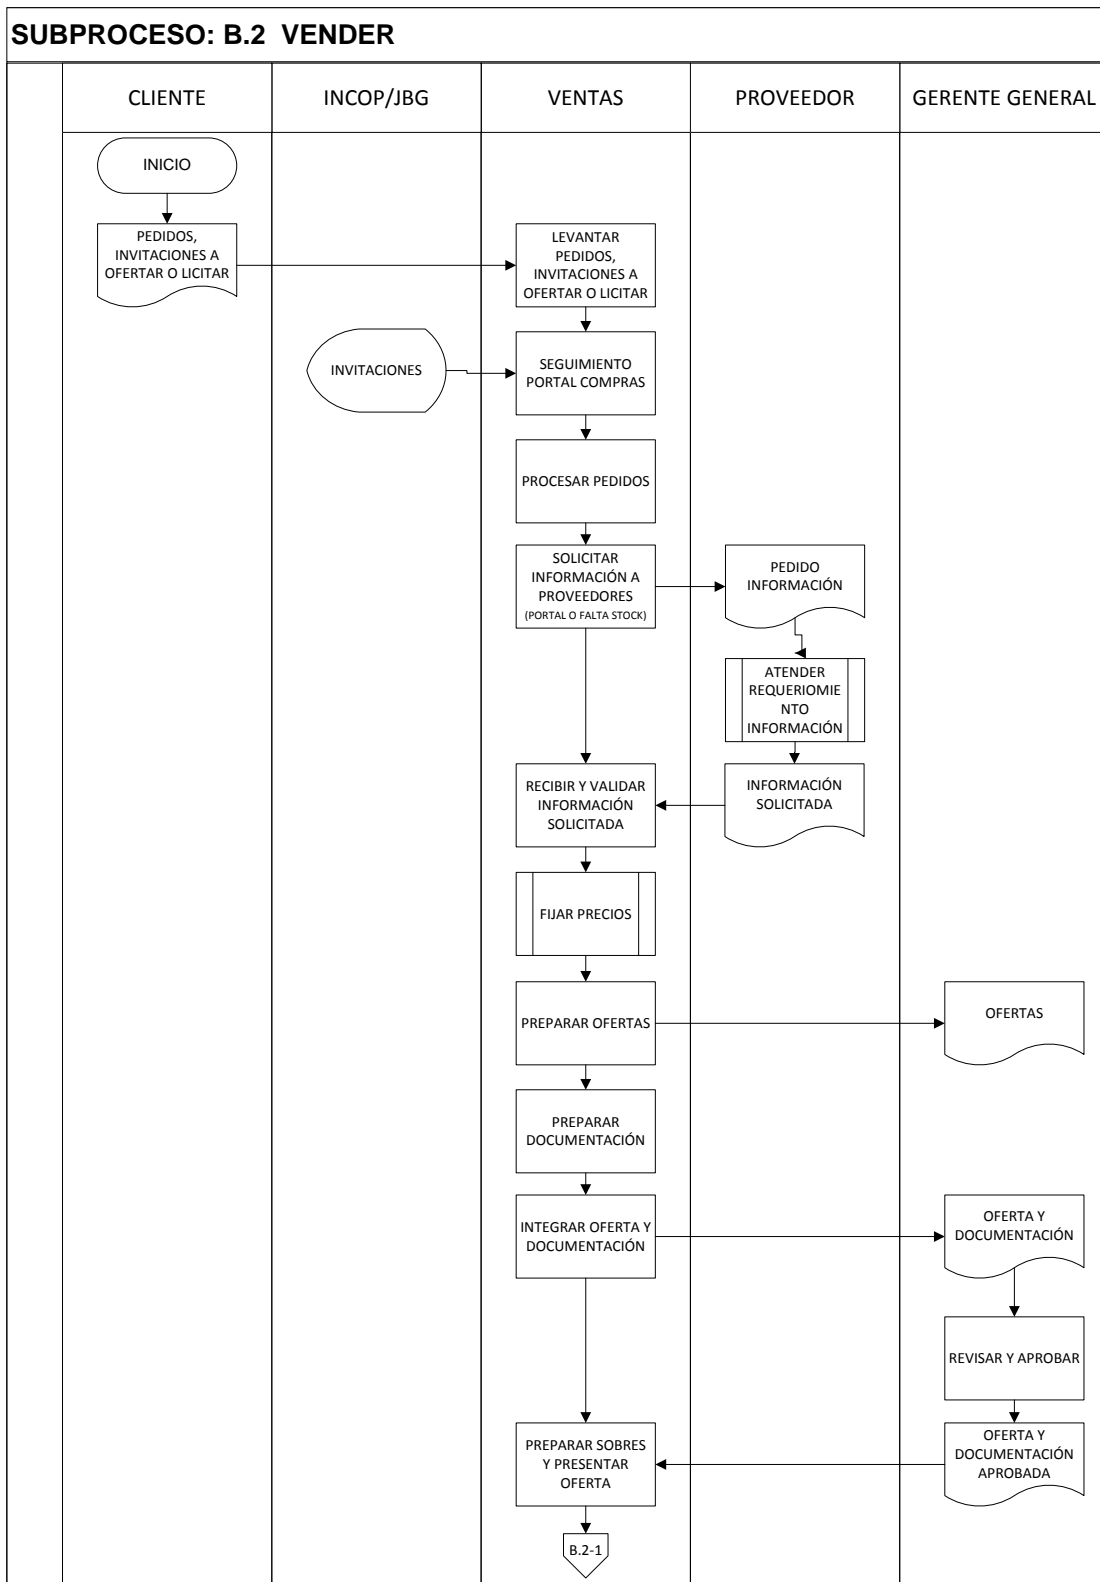 SUBPROCESO: B.2 VENDER
CLIENTE
INCOP/JBG
VENTAS
PROVEEDOR
GERENTE GENERAL
INICIO
PEDIDOS,
INVITACIONES A
OFERTAR O LICITAR
LEVANTAR
PEDIDOS,
INVITACIONES A
OFERTAR O LICITAR
INVITACIONES
SEGUIMIENTO
PORTAL COMPRAS
PROCESAR PEDIDOS
SOLICITAR
INFORMACIÓN A
PROVEEDORES
(PORTAL O FALTA STOCK)
PEDIDO
INFORMACIÓN
ATENDER
REQUERIOMIE
NTO
INFORMACIÓN
RECIBIR Y VALIDAR
INFORMACIÓN
SOLICITADA
INFORMACIÓN
SOLICITADA
FIJAR PRECIOS
PREPARAR OFERTAS
OFERTAS
PREPARAR
DOCUMENTACIÓN
INTEGRAR OFERTA Y
DOCUMENTACIÓN
OFERTA Y
DOCUMENTACIÓN
REVISAR Y APROBAR
PREPARAR SOBRES
Y PRESENTAR
OFERTA
OFERTA Y
DOCUMENTACIÓN
APROBADA
B.2-1